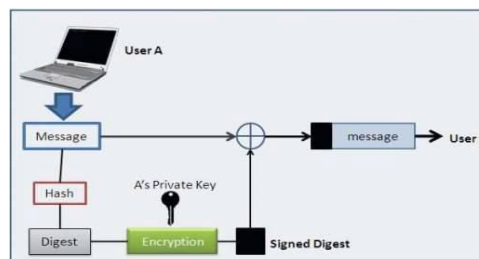 User A
Message
message
User
Hash
A's Private Key
Digest
Encryption
Signed Digest